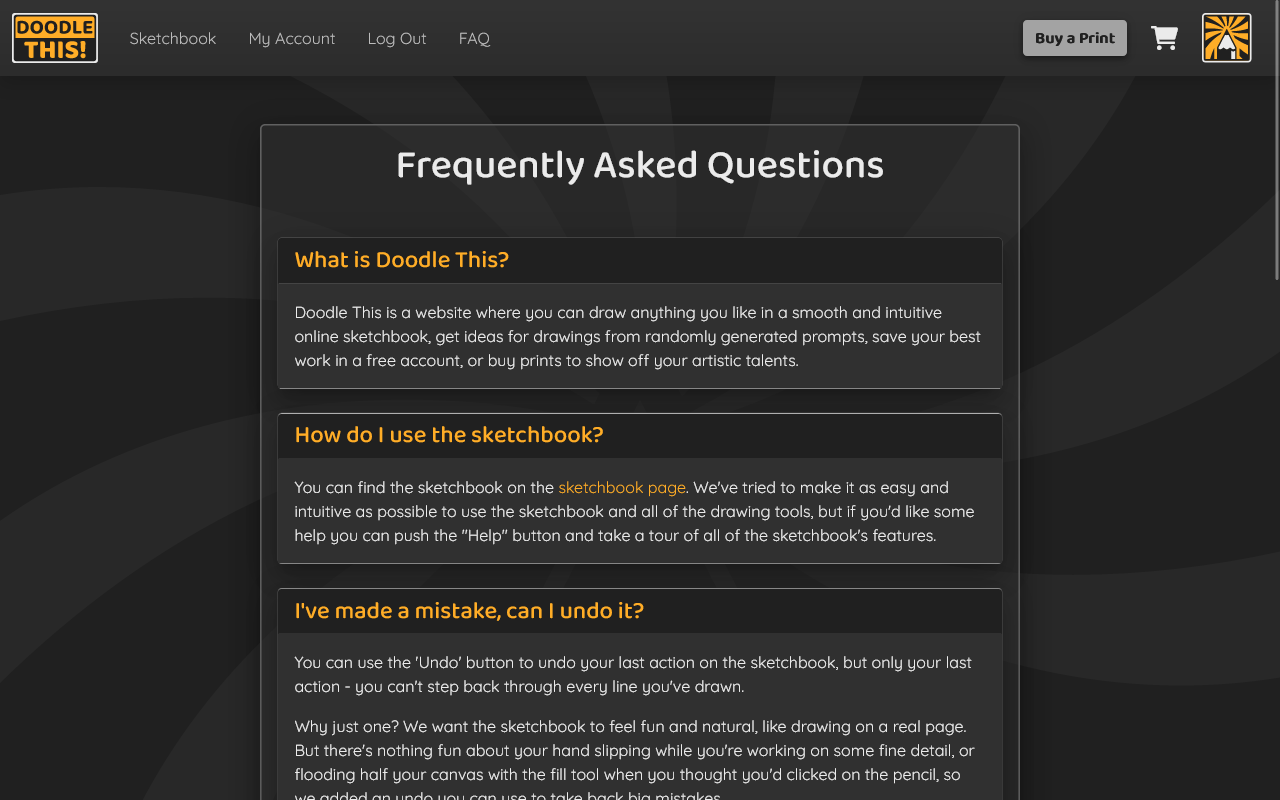 DOODLE
THIS!
Sketchbook
My Account
Log Out
FAQ
Buy a Print
Frequently Asked Questions
What is Doodle This?
Doodle This is a website where you can draw anything you like in a smooth and intuitive
online sketchbook, get ideas for drawings from randomly generated prompts, save your best
work in a free account, or buy prints to show off your artistic talents.
How do I use the sketchbook?
You can find the sketchbook on the sketchbook page. We've tried to make it as easy and
intuitive as possible to use the sketchbook and all of the drawing tools, but if you'd like some
help you can push the "Help" button and take a tour of all of the sketchbook's features.
I've made a mistake, can I undo it?
You can use the 'Undo' button to undo your last action on the sketchbook, but only your last
action - you can't step back through every line you've drawn.
Why just one? We want the sketchbook to feel fun and natural, like drawing on a real page.
But there's nothing fun about your hand slipping while you're working on some fine detail, or
flooding half your canvas with the fill tool when you thought you'd clicked on the pencil, so
we added an undo you can use to take back big mistakes.